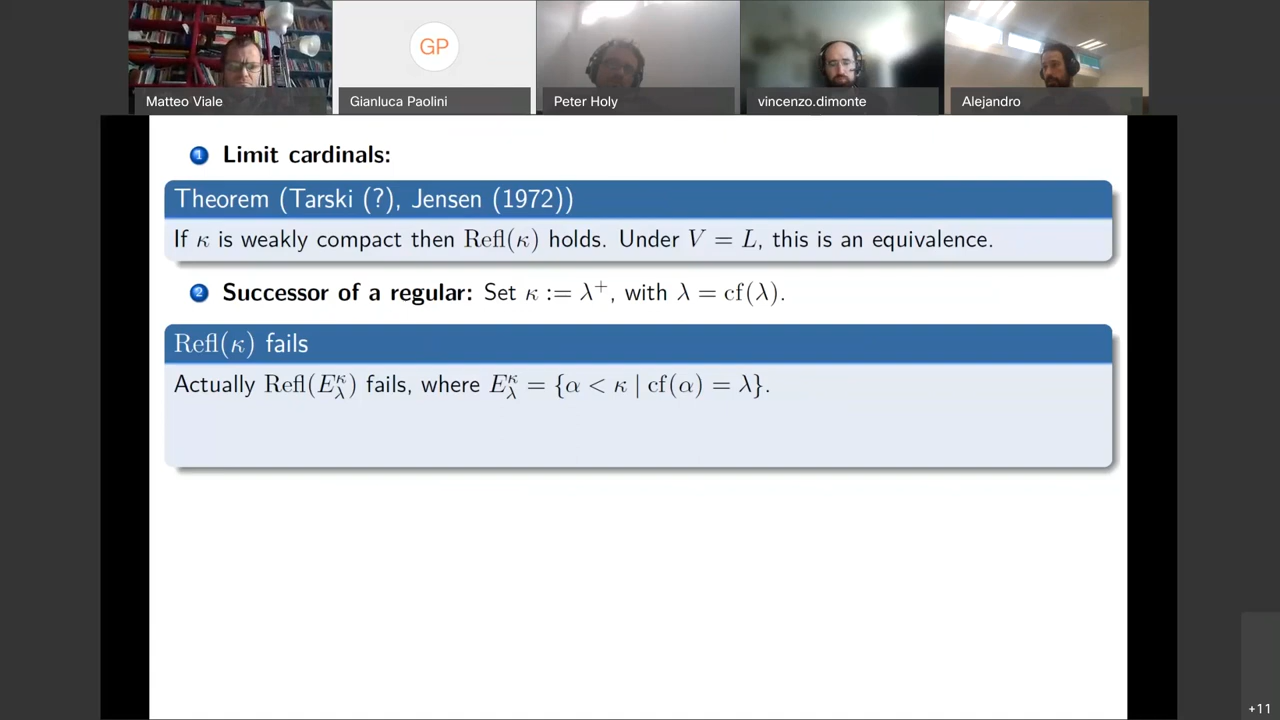 GP
Matteo Viale
Gianluca Paolini
Peter Holy
vincenzo.dimonte
Alejandro
1 Limit cardinals:
Theorem (Tarski (?), Jensen (1972))
If κ is weakly compact then Refl(κ) holds. Under V = L, this is an equivalence.
2 Successor of a regular: Set κ := λ⁺, with λ = cf(λ).
Refl(κ) fails
Actually Refl(E^κ_λ) fails, where E^κ_λ = {α < κ | cf(α) = λ}.
+11